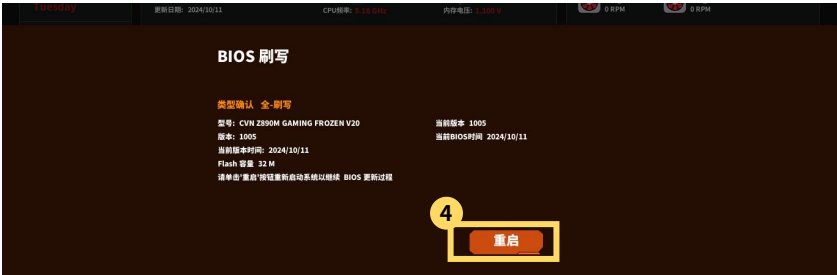 Tuesday
更新日期: 2024/10/11
CPU频率: 5.18 GHz
内存电压: 1.100 V
0 RPM
0 RPM
BIOS 刷写
类型确认 全-刷写
型号: CVN Z890M GAMING FROZEN V20
当前版本 1005
版本: 1005
当前BIOS时间 2024/10/11
当前版本时间: 2024/10/11
Flash 容量 32 M
请单击'重启'按钮重新启动系统以继续 BIOS 更新过程
4
重启